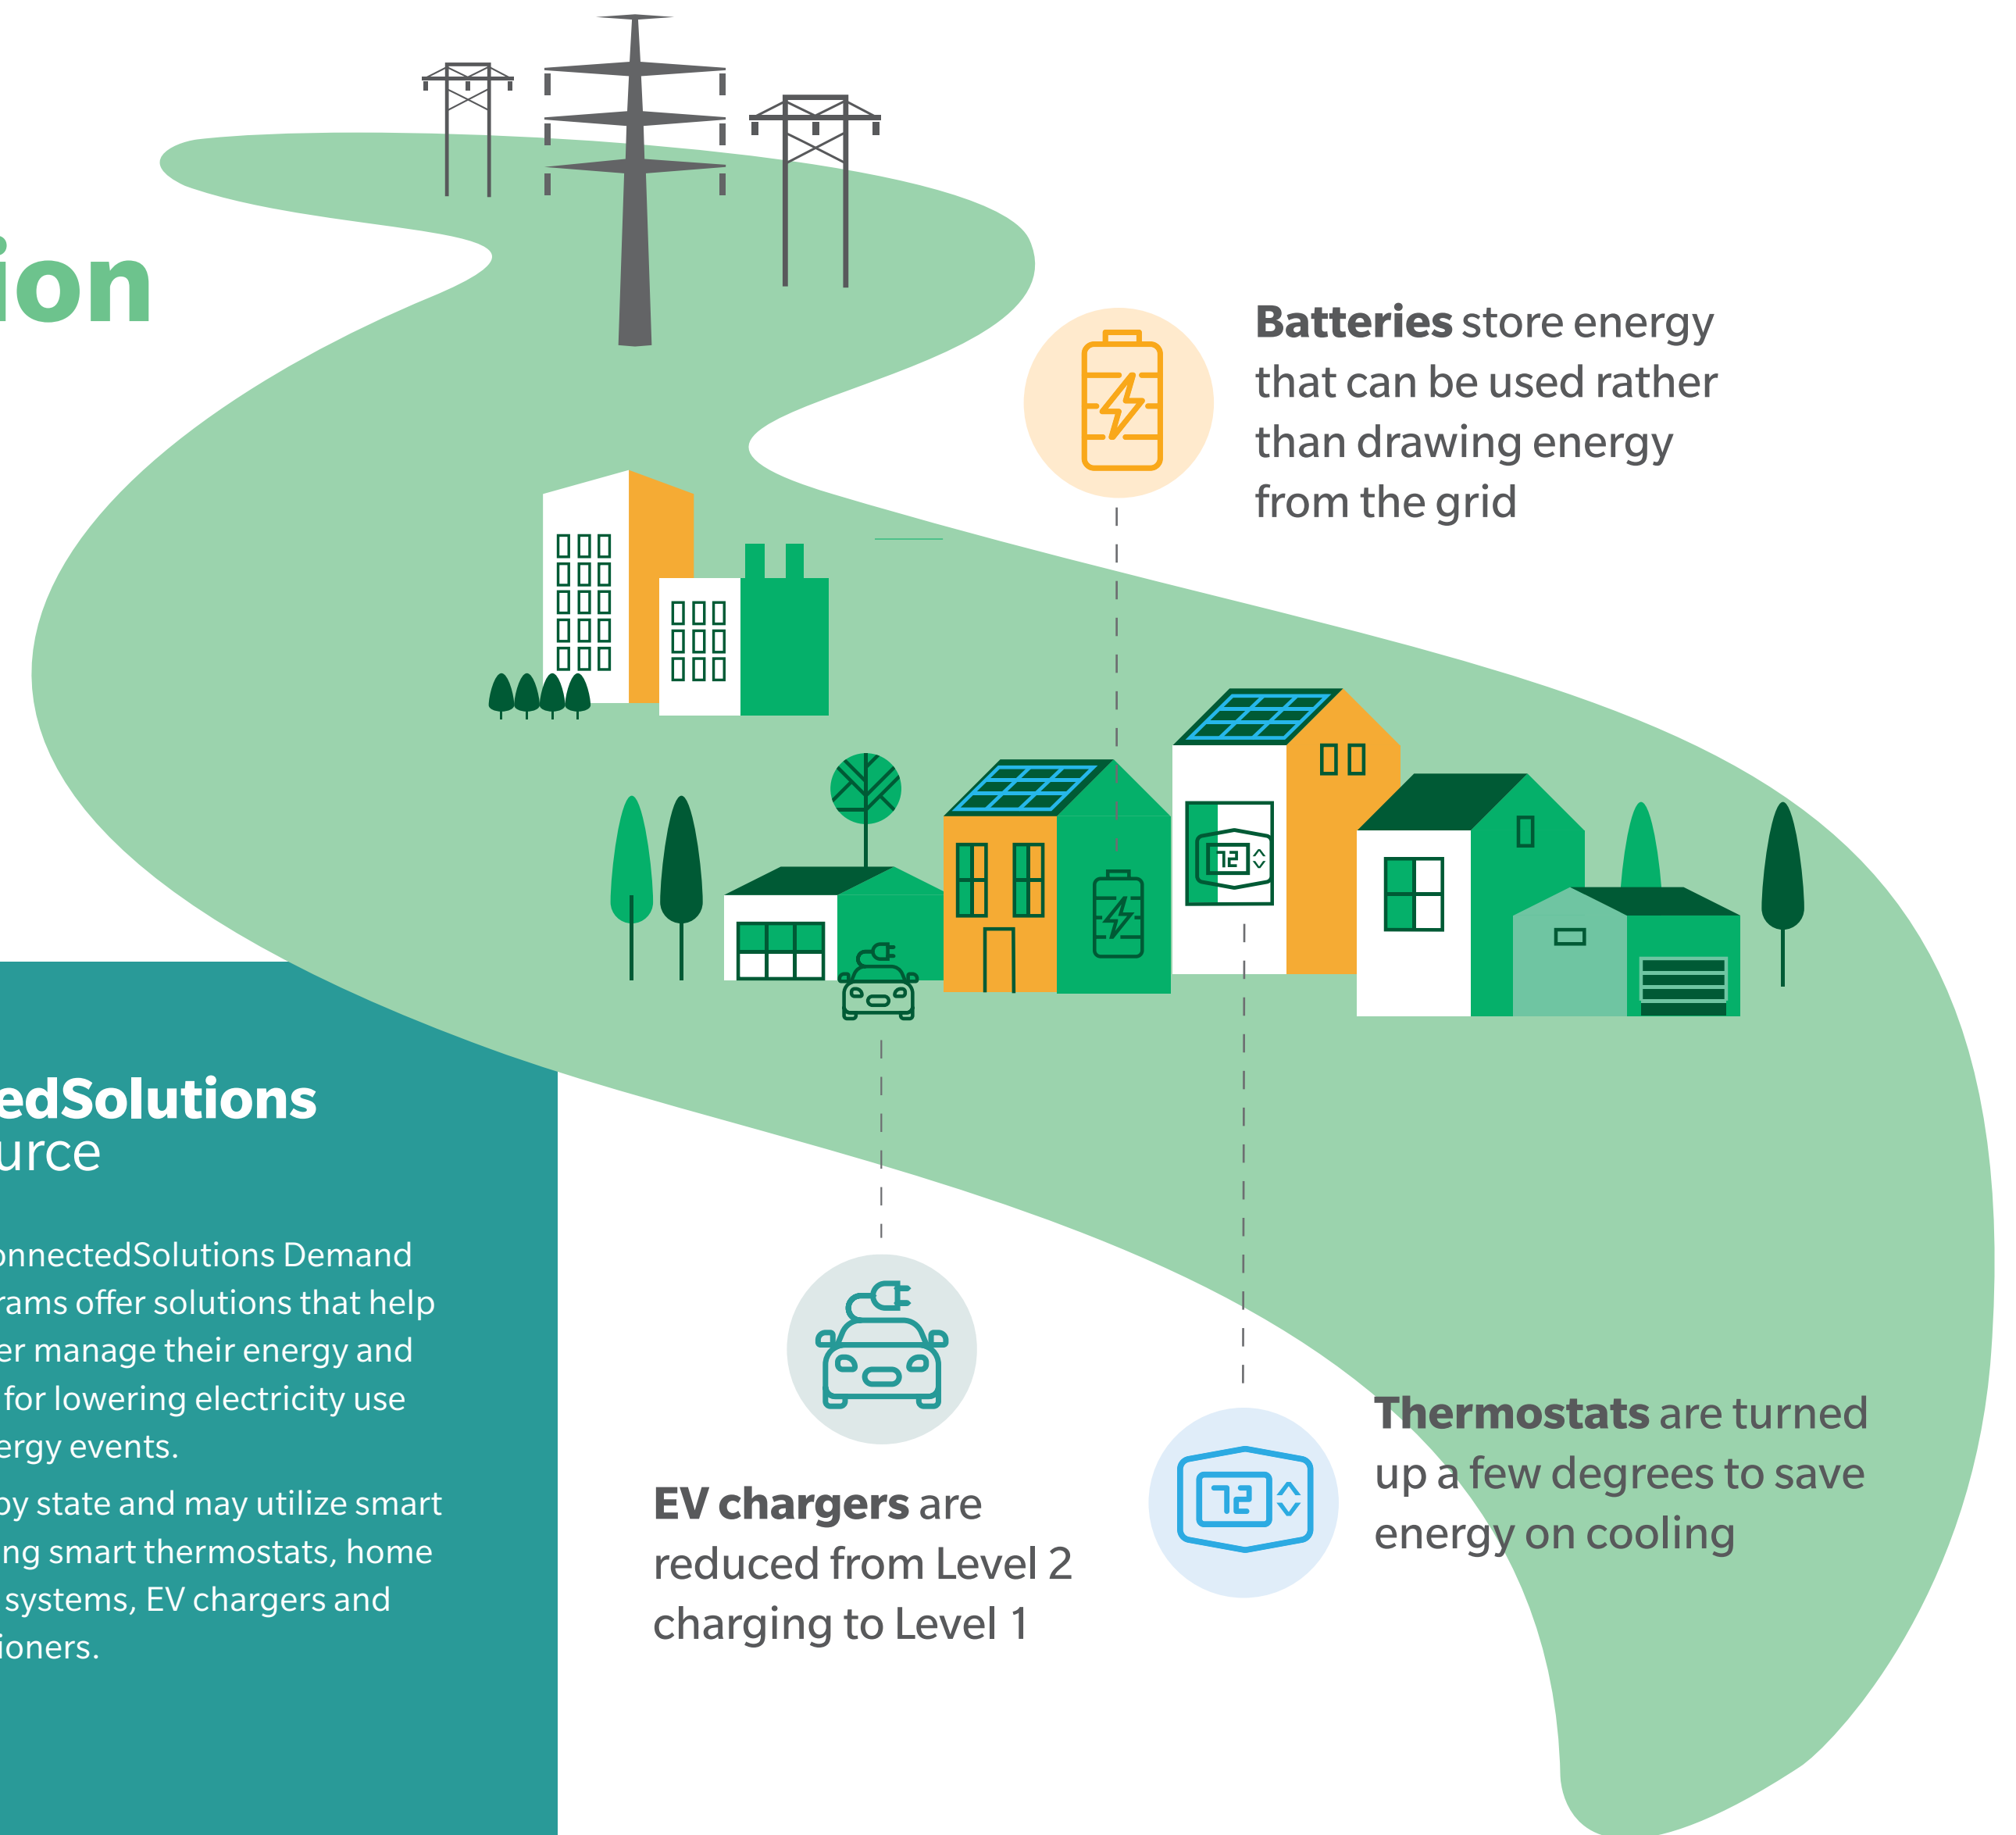 ion
Batteries store energy
that can be used rather
than drawing energy
from the grid
72
edSolutions
urce
onnectedSolutions Demand
rams offer solutions that help
er manage their energy and
for lowering electricity use
ergy events.
by state and may utilize smart
ng smart thermostats, home
systems, EV chargers and
ioners.
EV chargers are
reduced from Level 2
charging to Level 1
72
Thermostats are turned
up a few degrees to save
energy on cooling